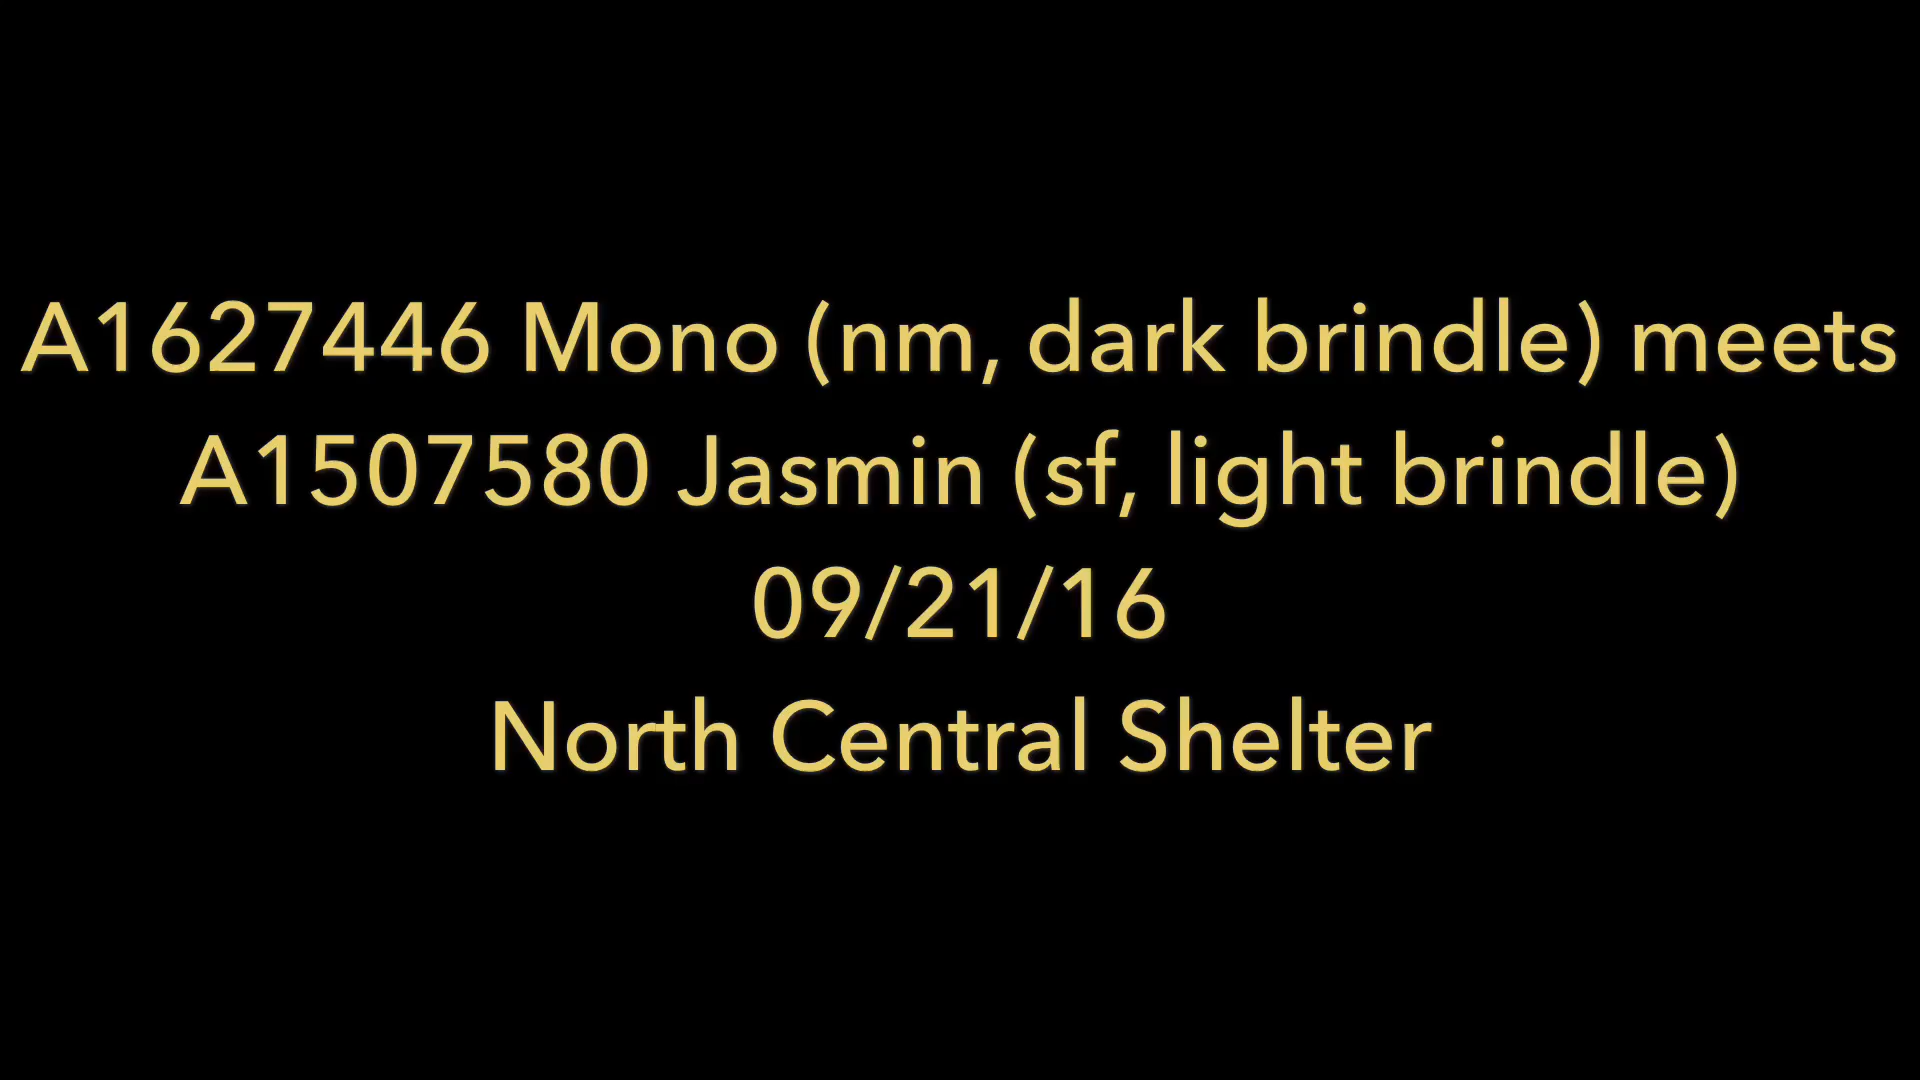 A1627446 Mono (nm, dark brindle) meets
A1507580 Jasmin (sf, light brindle)
09/21/16
North Central Shelter